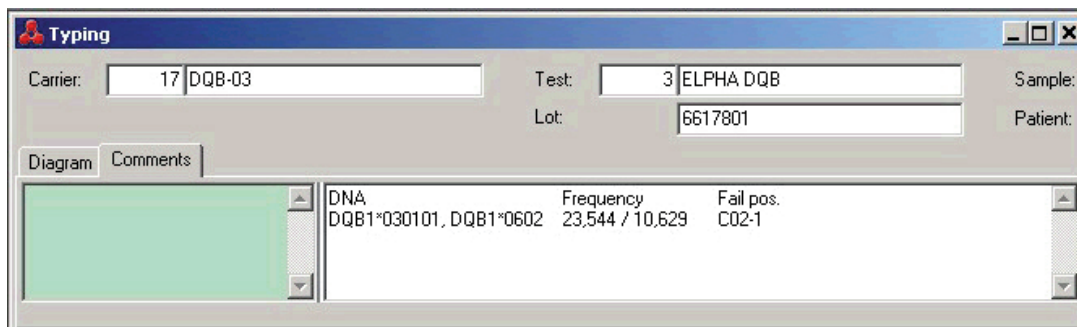 Typing
Carrier: 17 DQB-03 Test: 3 ELPHA DQB Sample:
Lot: 6617801 Patient:
Diagram Comments
DNA Frequency Fail pos.
DQB1*030101, DQB1*0602 23,544 / 10,629 C02-1